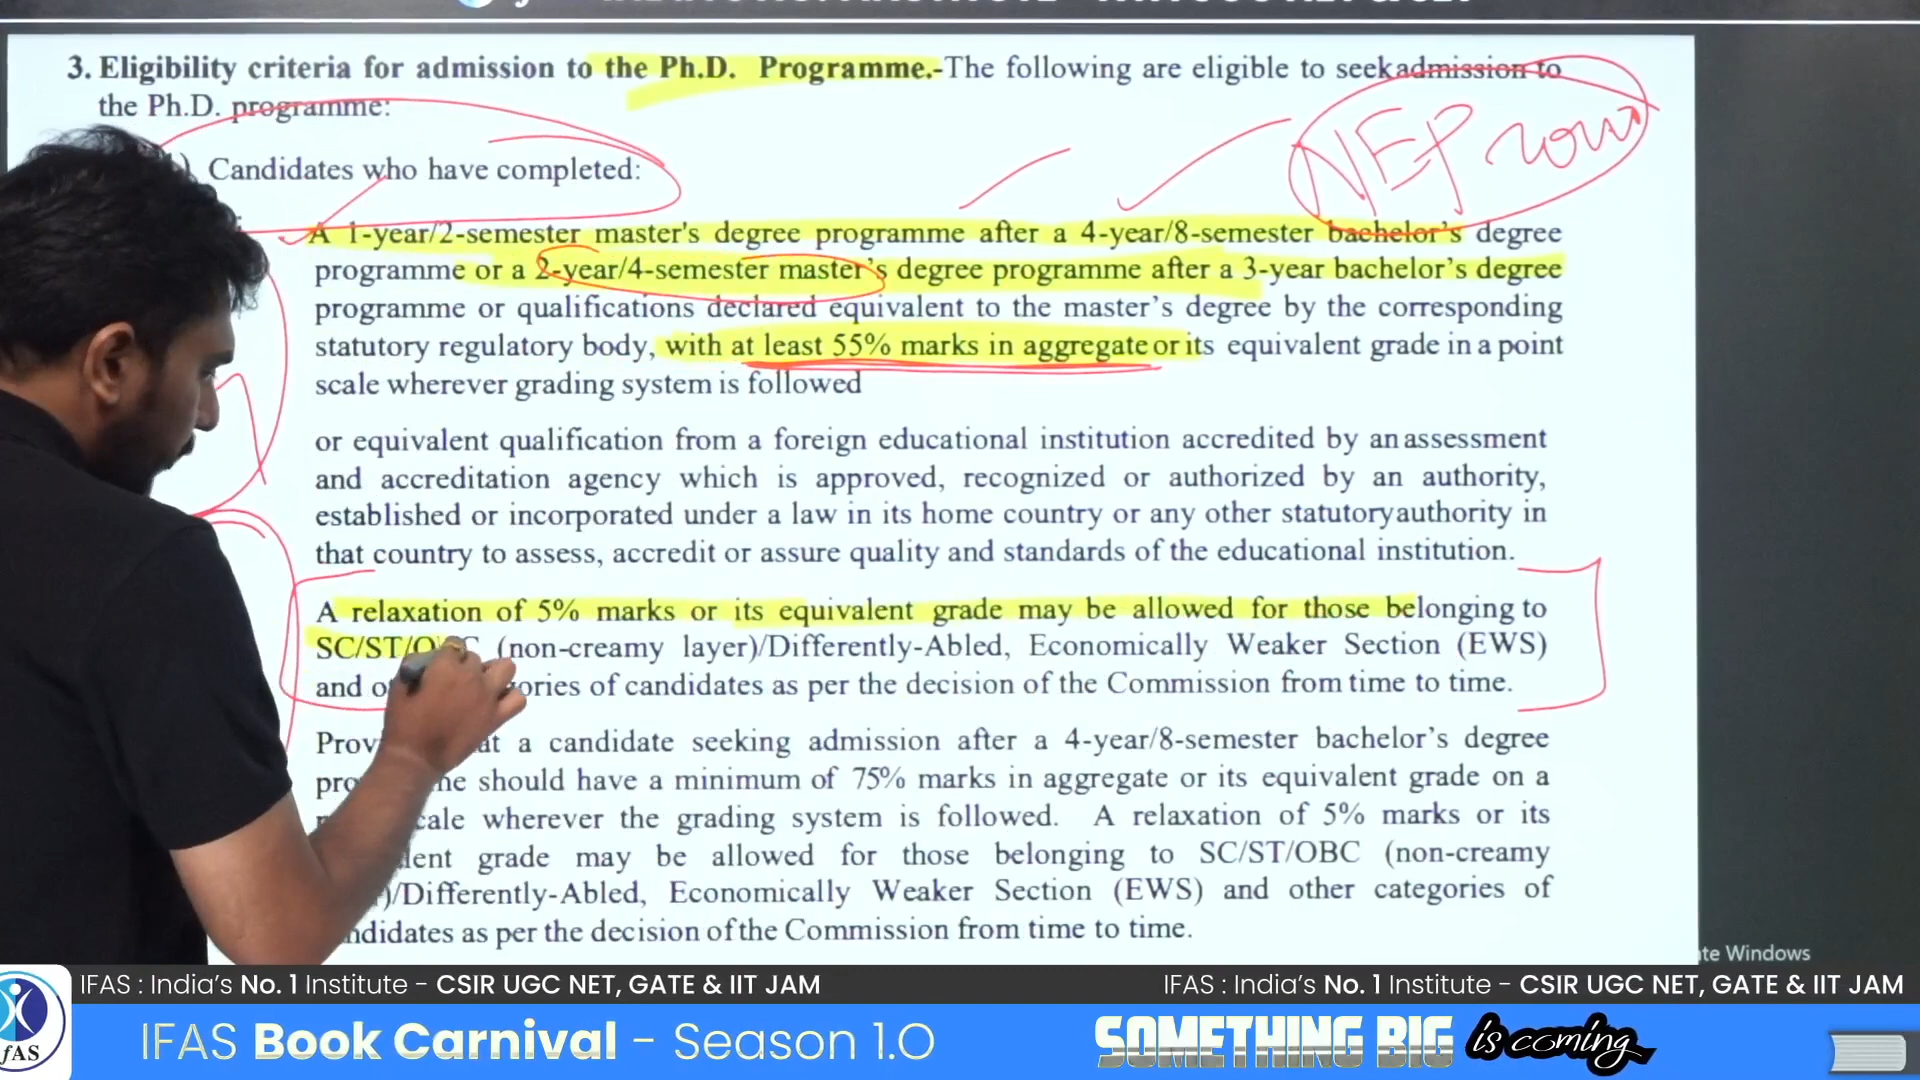 3. Eligibility criteria for admission to the Ph.D. Programme.-The following are eligible to seekadmission to
the Ph.D. programme:
Candidates who have completed:
NEP
A 1-year/2-semester master's degree programme after a 4-year/8-semester bachelor's degree
programme or a 2-year/4-semester master's degree programme after a 3-year bachelor's degree
programme or qualifications declared equivalent to the master's degree by the corresponding
statutory regulatory body, with at least 55% marks in aggregate or its equivalent grade in a point
scale wherever grading system is followed
or equivalent qualification from a foreign educational institution accredited by an assessment
and accreditation agency which is approved, recognized or authorized by an authority,
established or incorporated under a law in its home country or any other statutory authority in
that country to assess, accredit or assure quality and standards of the educational institution.
A relaxation of 5% marks or its equivalent grade may be allowed for those belonging to
SC/ST/OBC (non-creamy layer)/Differently-Abled, Economically Weaker Section (EWS)
and of candidates as per the decision of the Commission from time to time.
a candidate seeking admission after a 4-year/8-semester bachelor's degree
should have a minimum of 75% marks in aggregate or its equivalent grade on a
wherever the grading system is followed. A relaxation of 5% marks or its
grade may be allowed for those belonging to SC/ST/OBC (non-creamy
/Differently-Abled, Economically Weaker Section (EWS) and other categories of
as per the decision of the Commission from time to time.
Windows
IFAS : India's No. 1 Institute - CSIR UGC NET, GATE & IIT JAM
IFAS : India's No. 1 Institute - CSIR UGC NET, GATE & IIT JAM
fAS
IFAS Book Carnival - Season 1.0
SOMETHING BIG is coming